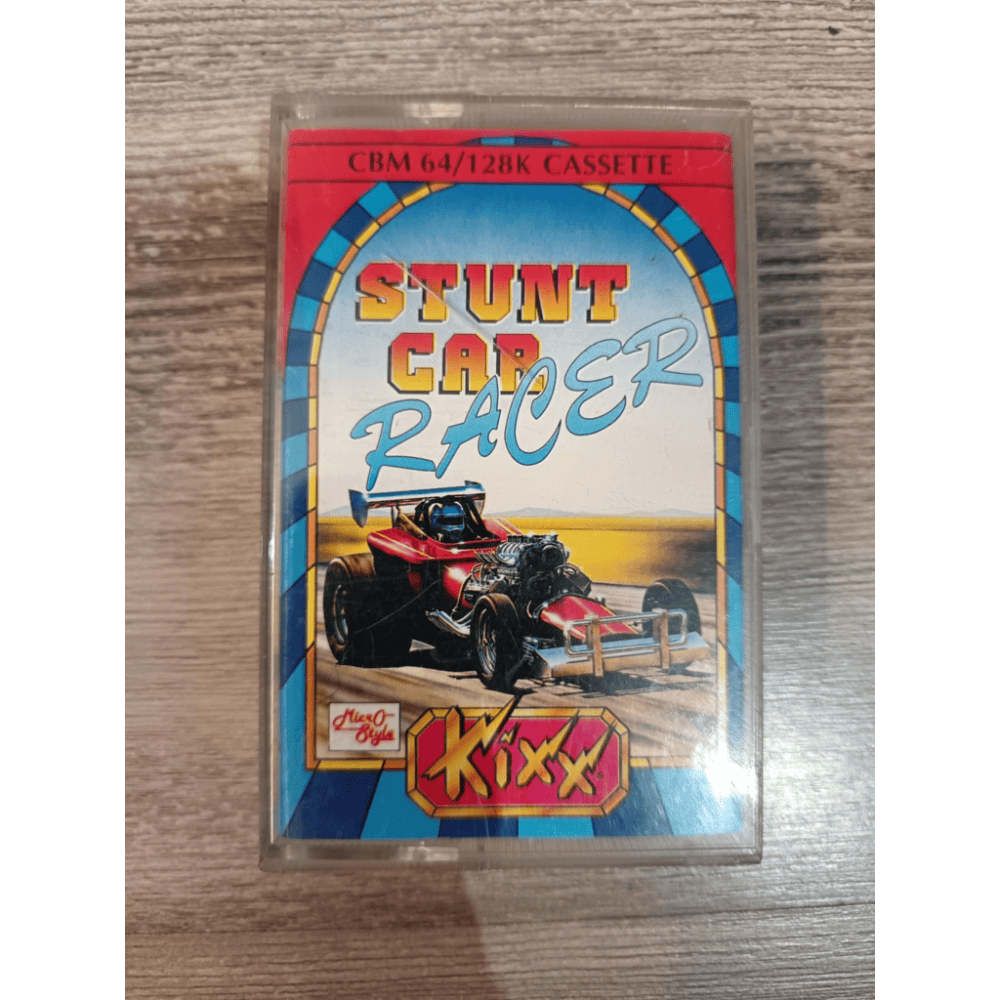 CBM 64/128K CASSETTE
STUNT
CAR
RACER
MicrO
Style
Kixx